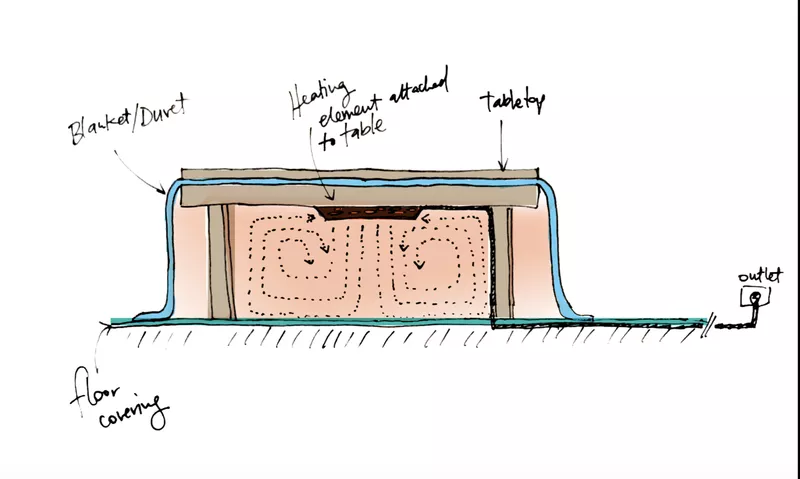 Blanket/Duvet
Heating
element attached
to table
tabletop
outlet
floor
covering